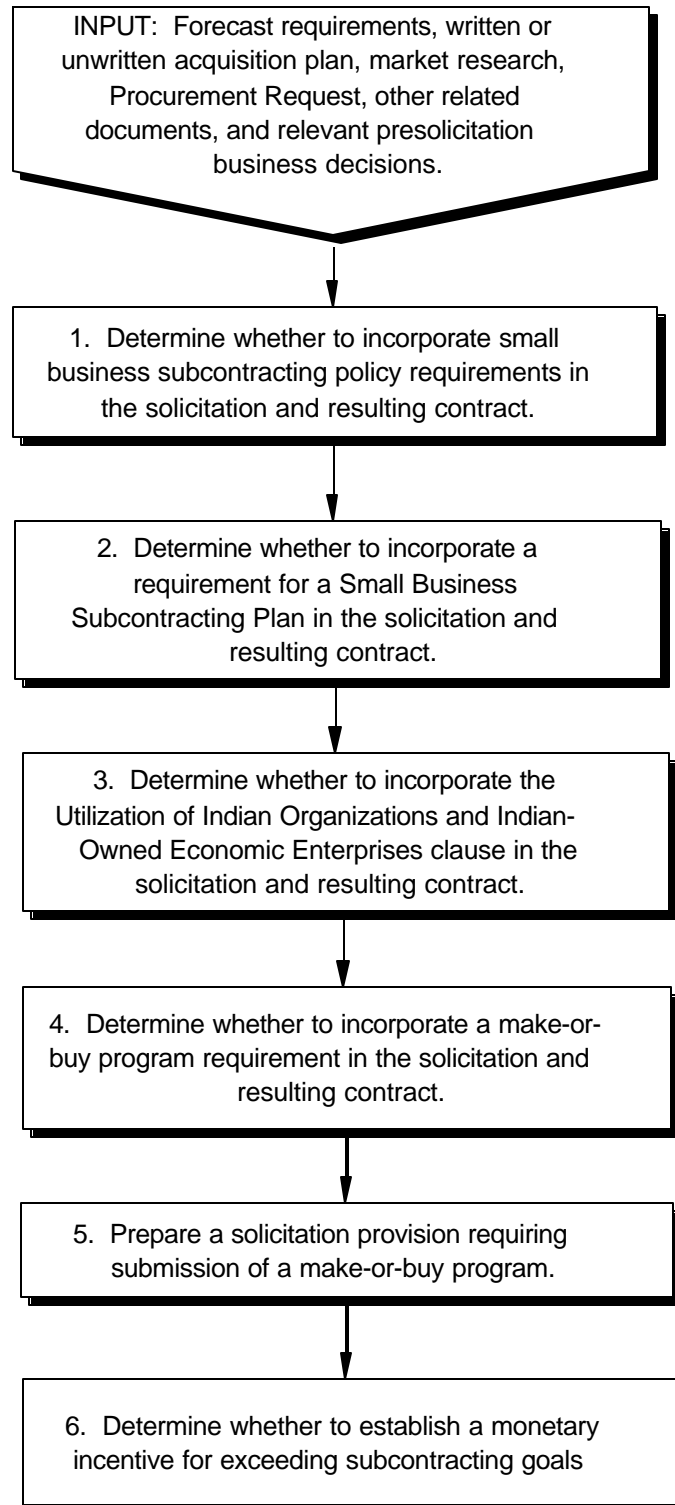 INPUT: Forecast requirements, written or
unwritten acquisition plan, market research,
Procurement Request, other related
documents, and relevant presolicitation
business decisions.
1. Determine whether to incorporate small
business subcontracting policy requirements in
the solicitation and resulting contract.
2. Determine whether to incorporate a
requirement for a Small Business
Subcontracting Plan in the solicitation and
resulting contract.
3. Determine whether to incorporate the
Utilization of Indian Organizations and Indian-
Owned Economic Enterprises clause in the
solicitation and resulting contract.
4. Determine whether to incorporate a make-or-
buy program requirement in the solicitation and
resulting contract.
5. Prepare a solicitation provision requiring
submission of a make-or-buy program.
6. Determine whether to establish a monetary
incentive for exceeding subcontracting goals